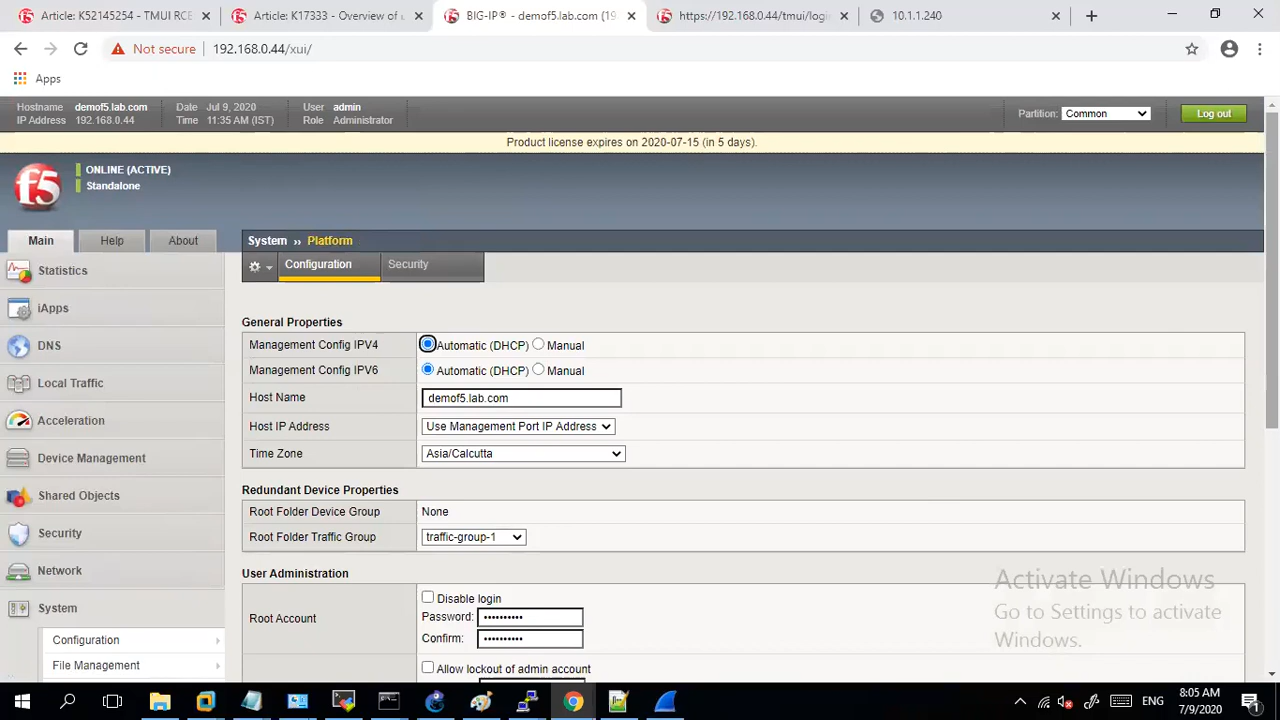 Article: K52145254 - TMUI RCE
Article: K17333 - Overview of u
BIG-IP® - demof5.lab.com (19
https://192.168.0.44/tmui/logi
10.1.1.240
Not secure
192.168.0.44/xui/
Apps
Hostname demof5.lab.com Date Jul 9, 2020 User admin
IP Address 192.168.0.44 Time 11:35 AM (IST) Role Administrator
Partition: Common Log out
Product license expires on 2020-07-15 (in 5 days).
f5
ONLINE (ACTIVE)
Standalone
Main Help About
System ›› Platform
Configuration Security
Statistics
iApps
DNS
Local Traffic
Acceleration
Device Management
Shared Objects
Security
Network
System
Configuration
File Management
General Properties
Management Config IPV4 Automatic (DHCP) Manual
Management Config IPV6 Automatic (DHCP) Manual
Host Name demof5.lab.com
Host IP Address Use Management Port IP Address
Time Zone Asia/Calcutta
Redundant Device Properties
Root Folder Device Group None
Root Folder Traffic Group traffic-group-1
User Administration
Root Account
Disable login
Password: ••••••••••
Confirm: ••••••••••
Allow lockout of admin account
Activate Windows
Go to Settings to activate
Windows.
ENG
8:05 AM
7/9/2020
1